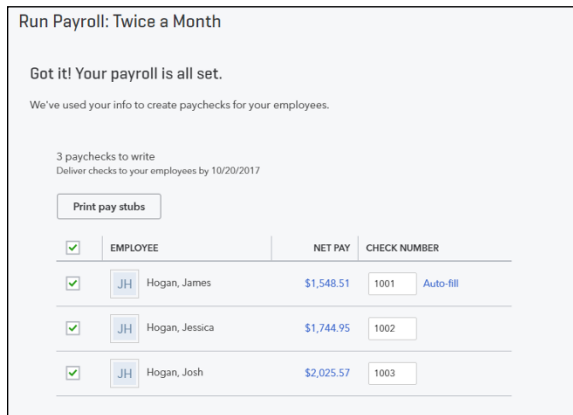 Run Payroll: Twice a Month
Got it! Your payroll is all set.
We've used your info to create paychecks for your employees.
3 paychecks to write
Deliver checks to your employees by 10/20/2017
Print pay stubs
EMPLOYEE NET PAY CHECK NUMBER
JH Hogan, James $1,548.51 1001 Auto-fill
JH Hogan, Jessica $1,744.95 1002
JH Hogan, Josh $2,025.57 1003